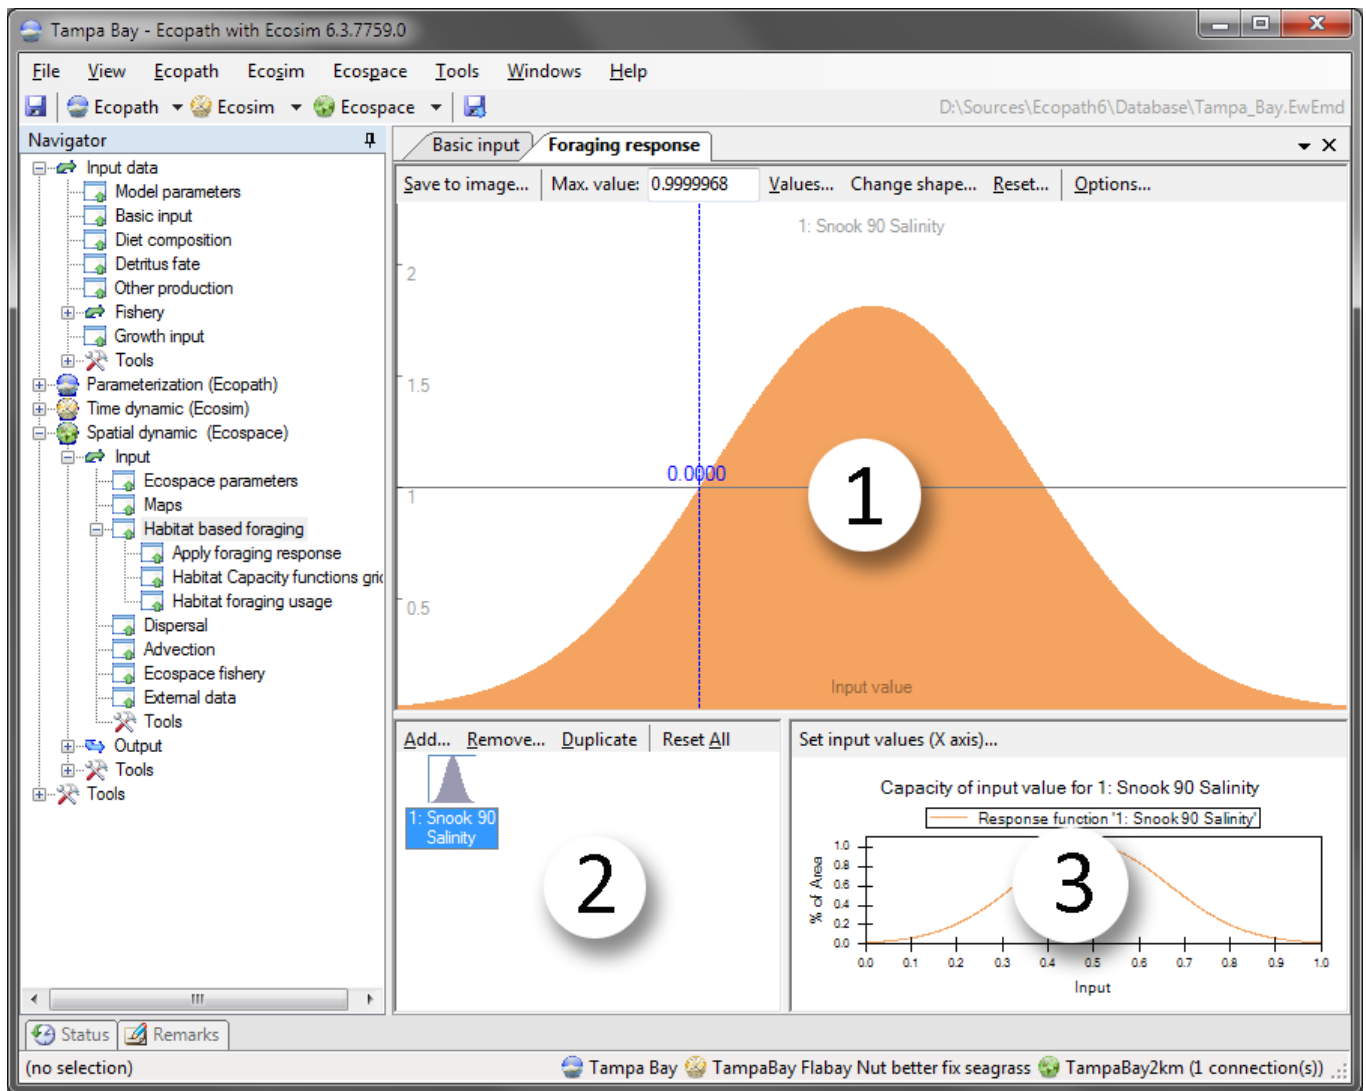 Tampa Bay - Ecopath with Ecosim 6.3.7759.0
File View Ecopath Ecosim Ecospace Tools Windows Help
Ecopath Ecosim Ecospace D:\Sources\Ecopath6\Database\Tampa_Bay.EwEmd
Navigator
Input data
Model parameters
Basic input
Diet composition
Detritus fate
Other production
Fishery
Growth input
Tools
Parameterization (Ecopath)
Time dynamic (Ecosim)
Spatial dynamic (Ecospace)
Input
Ecospace parameters
Maps
Habitat based foraging
Apply foraging response
Habitat Capacity functions gri
Habitat foraging usage
Dispersal
Advection
Ecospace fishery
External data
Tools
Output
Tools
Tools
Basic input Foraging response
Save to image... Max. value: 0.9999968 Values... Change shape... Reset... Options...
1: Snook 90 Salinity
2
1.5
0.0000
1
1
0.5
Input value
Add... Remove... Duplicate Reset All
1: Snook 90
Salinity
2
Set input values (X axis)...
Capacity of input value for 1: Snook 90 Salinity
Response function '1: Snook 90 Salinity'
% of Area
1.0
0.8
0.6
0.4
0.2
0.0
3
0.0 0.1 0.2 0.3 0.4 0.5 0.6 0.7 0.8 0.9 1.0
Input
Status Remarks
(no selection) Tampa Bay TampaBay Flabay Nut better fix seagrass TampaBay2km (1 connection(s))